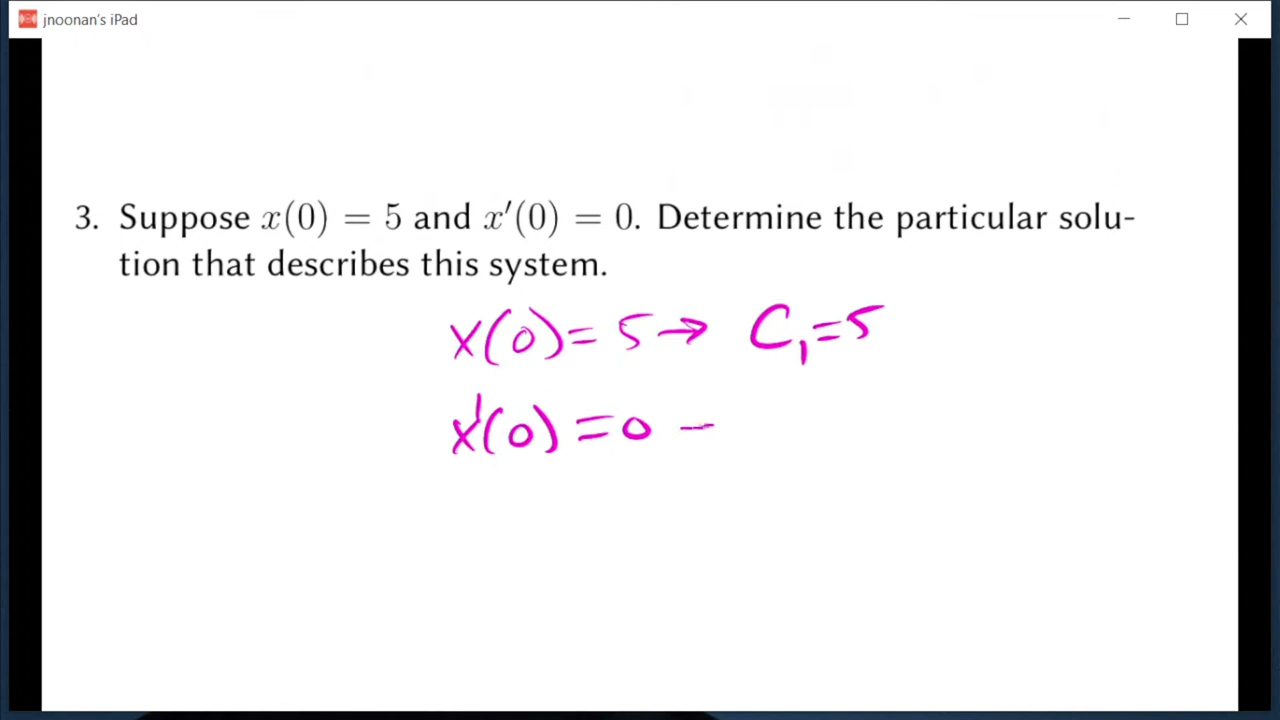 jnoonan's iPad
3. Suppose x(0) = 5 and x′(0) = 0. Determine the particular solu-
tion that describes this system.
x(0) = 5 → C₁ = 5
x'(0) = 0 –